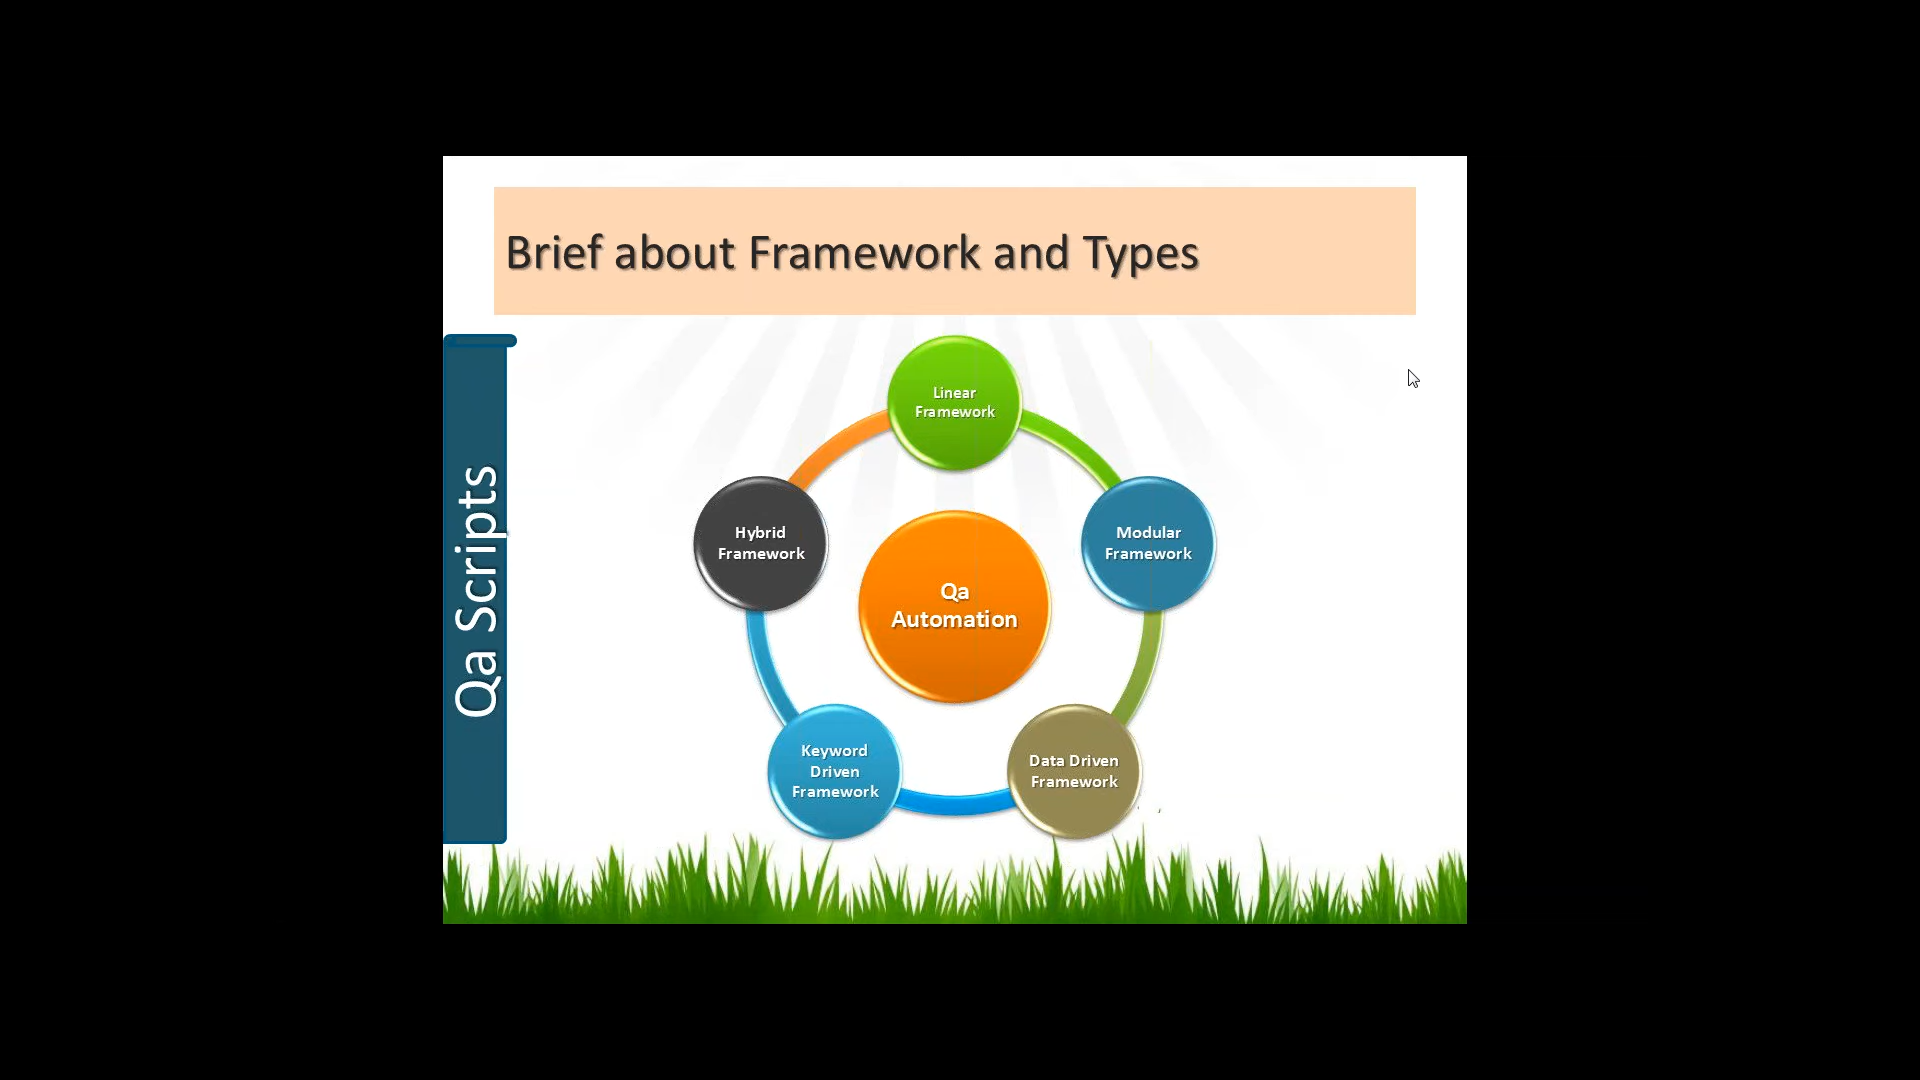 Brief about Framework and Types
Qa Scripts
Linear
Framework
Hybrid
Framework
Modular
Framework
Qa
Automation
Keyword
Driven
Framework
Data Driven
Framework